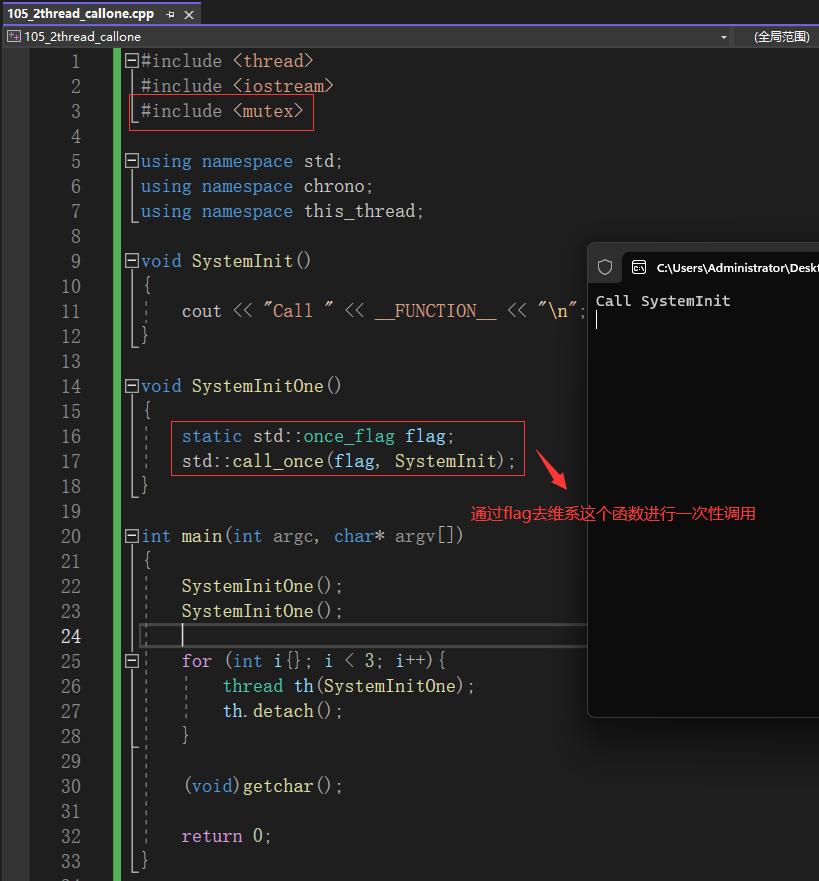 105_2thread_callone.cpp
105_2thread_callone
(全局范围)
1 #include <thread>
2 #include <iostream>
3 #include <mutex>
4
5 using namespace std;
6 using namespace chrono;
7 using namespace this_thread;
8
9 void SystemInit()
10 {
11 cout << "Call " << __FUNCTION__ << "\n";
12 }
13
14 void SystemInitOne()
15 {
16 static std::once_flag flag;
17 std::call_once(flag, SystemInit);
18 }
19
20 int main(int argc, char* argv[])
21 {
22 SystemInitOne();
23 SystemInitOne();
24
25 for (int i{}; i < 3; i++){
26 thread th(SystemInitOne);
27 th.detach();
28 }
29
30 (void)getchar();
31
32 return 0;
33 }
通过flag去维系这个函数进行一次性调用
C:\Users\Administrator\Deskt
Call SystemInit